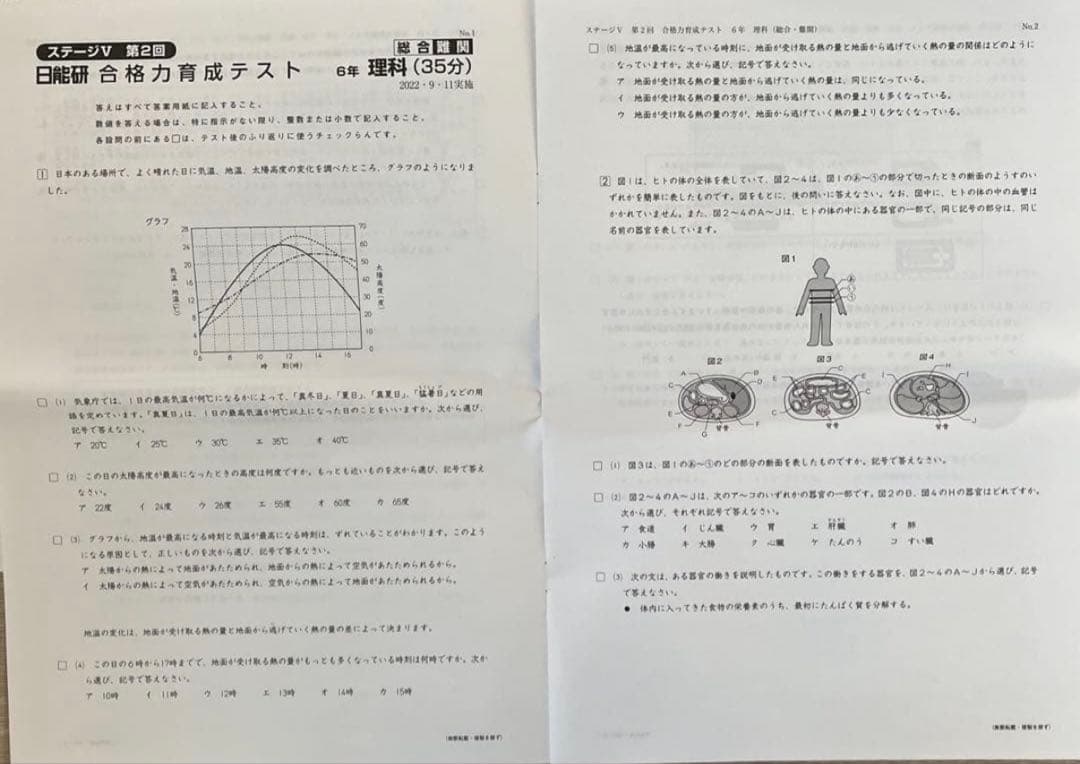 No.1
ステージⅤ 第2回
総合 難関
日能研 合格力育成テスト 6年 理科(35分)
2022・9・11実施
答えはすべて答案用紙に記入すること。
数値を答える場合は、特に指示がない限り、整数または小数で記入すること。
各設問の前にある□は、テスト後のふり返りに使うチェックらんです。
1 日本のある場所で、よく晴れた日に気温、地温、太陽高度の変化を調べたところ、グラフのようになりま
した。
グラフ
気温・地温(℃)
28
24
20
16
12
8
4
0
太陽高度(度)
70
60
50
40
30
20
10
0
6 8 10 12 14 16
時 刻(時)
□ (1) 気象庁では、1日の最高気温が何℃になるかによって、「真冬日」「夏日」「真夏日」「猛暑日」などの用
語を定めています。「真夏日」は、1日の最高気温が何℃以上になった日のことをいいますか。次から選び、
記号で答えなさい。
ア 20℃ イ 25℃ ウ 30℃ エ 35℃ オ 40℃
□ (2) この日の太陽高度が最高になったときの高度は何度ですか。もっとも近いものを次から選び、記号で答え
なさい。
ア 22度 イ 24度 ウ 26度 エ 55度 オ 60度 カ 65度
□ (3) グラフから、地温が最高になる時刻と気温が最高になる時刻は、ずれていることがわかります。このよう
になる原因として、正しいものを次から選び、記号で答えなさい。
ア 太陽からの熱によって地面があたためられ、地面からの熱によって空気があたためられるから。
イ 太陽からの熱によって空気があたためられ、空気からの熱によって地面があたためられるから。
地温の変化は、地面が受け取る熱の量と地面から逃げていく熱の量の差によって決まります。
□ (4) この日の6時から17時までで、地面が受け取る熱の量がもっとも多くなっている時刻は何時ですか。次か
ら選び、記号で答えなさい。
ア 10時 イ 11時 ウ 12時 エ 13時 オ 14時 カ 15時
(無断転載・複製を禁ず)
ステージⅤ 第2回 合格力育成テスト 6年 理科(総合・難関)
No.2
□ (5) 地温が最高になっている時刻に、地面が受け取る熱の量と地面から逃げていく熱の量の関係はどのように
なっていますか。次から選び、記号で答えなさい。
ア 地面が受け取る熱の量と地面から逃げていく熱の量は、同じになっている。
イ 地面が受け取る熱の量の方が、地面から逃げていく熱の量よりも多くなっている。
ウ 地面が受け取る熱の量の方が、地面から逃げていく熱の量よりも少なくなっている。
2 図1は、ヒトの体の全体を表していて、図2~4は、図1のあ~うの部分で切ったときの断面のようすのい
ずれかを簡単に表したものです。図をもとに、後の問いに答えなさい。なお、図中に、ヒトの体の中の血管は
かかれていません。また、図2~4のA~Jは、ヒトの体の中にある器官の一部で、同じ記号の部分は、同じ
名前の器官を表しています。
図1
あ
い
う
図2
A
B
C
D
E
F
F
G
背骨
図3
C
E
E
C
背骨
図4
H
I
I
J
背骨
□ (1) 図3は、図1のあ~うのどの部分の断面を表したものですか。記号で答えなさい。
□ (2) 図2~4のA~Jは、次のア~コのいずれかの器官の一部です。図2のB、図4のHの器官はどれですか。
次から選び、それぞれ記号で答えなさい。
ア 食道 イ じん臓 ウ 胃 エ 肝臓 オ 肺
カ 小腸 キ 大腸 ク 心臓 ケ たんのう コ すい臓
□ (3) 次の文は、ある器官の働きを説明したものです。この働きをする器官を、図2~4のA~Jから選び、記号
で答えなさい。
● 体内に入ってきた食物の栄養素のうち、最初にたんぱく質を分解する。
(無断転載・複製を禁ず)